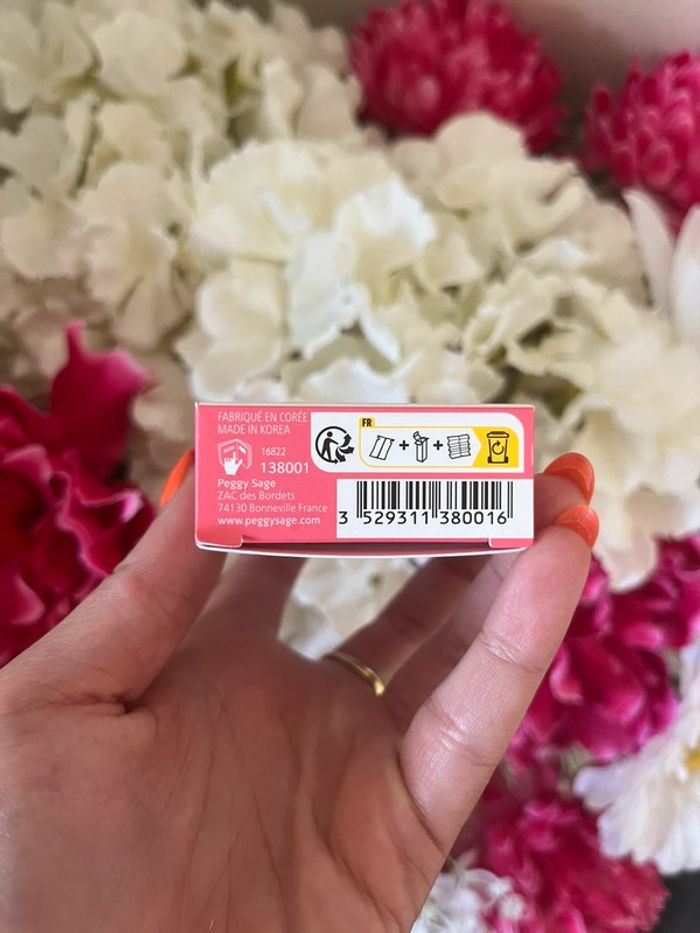 FABRIQUÉ EN CORÉE
MADE IN KOREA
16822
138001
Peggy Sage
ZAC des Bordets
74130 Bonneville France
www.peggysage.com
FR
+ +
3 529311 380016